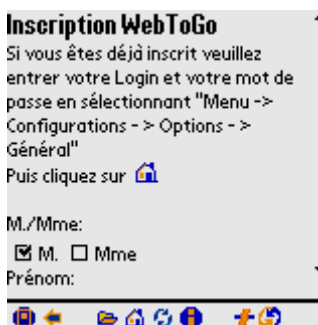 Inscription WebToGo
Si vous êtes déjà inscrit veuillez
entrer votre Login et votre mot de
passe en sélectionnant "Menu ->
Configurations - > Options - >
Général"
Puis cliquez sur
M./Mme:
M. Mme
Prénom: